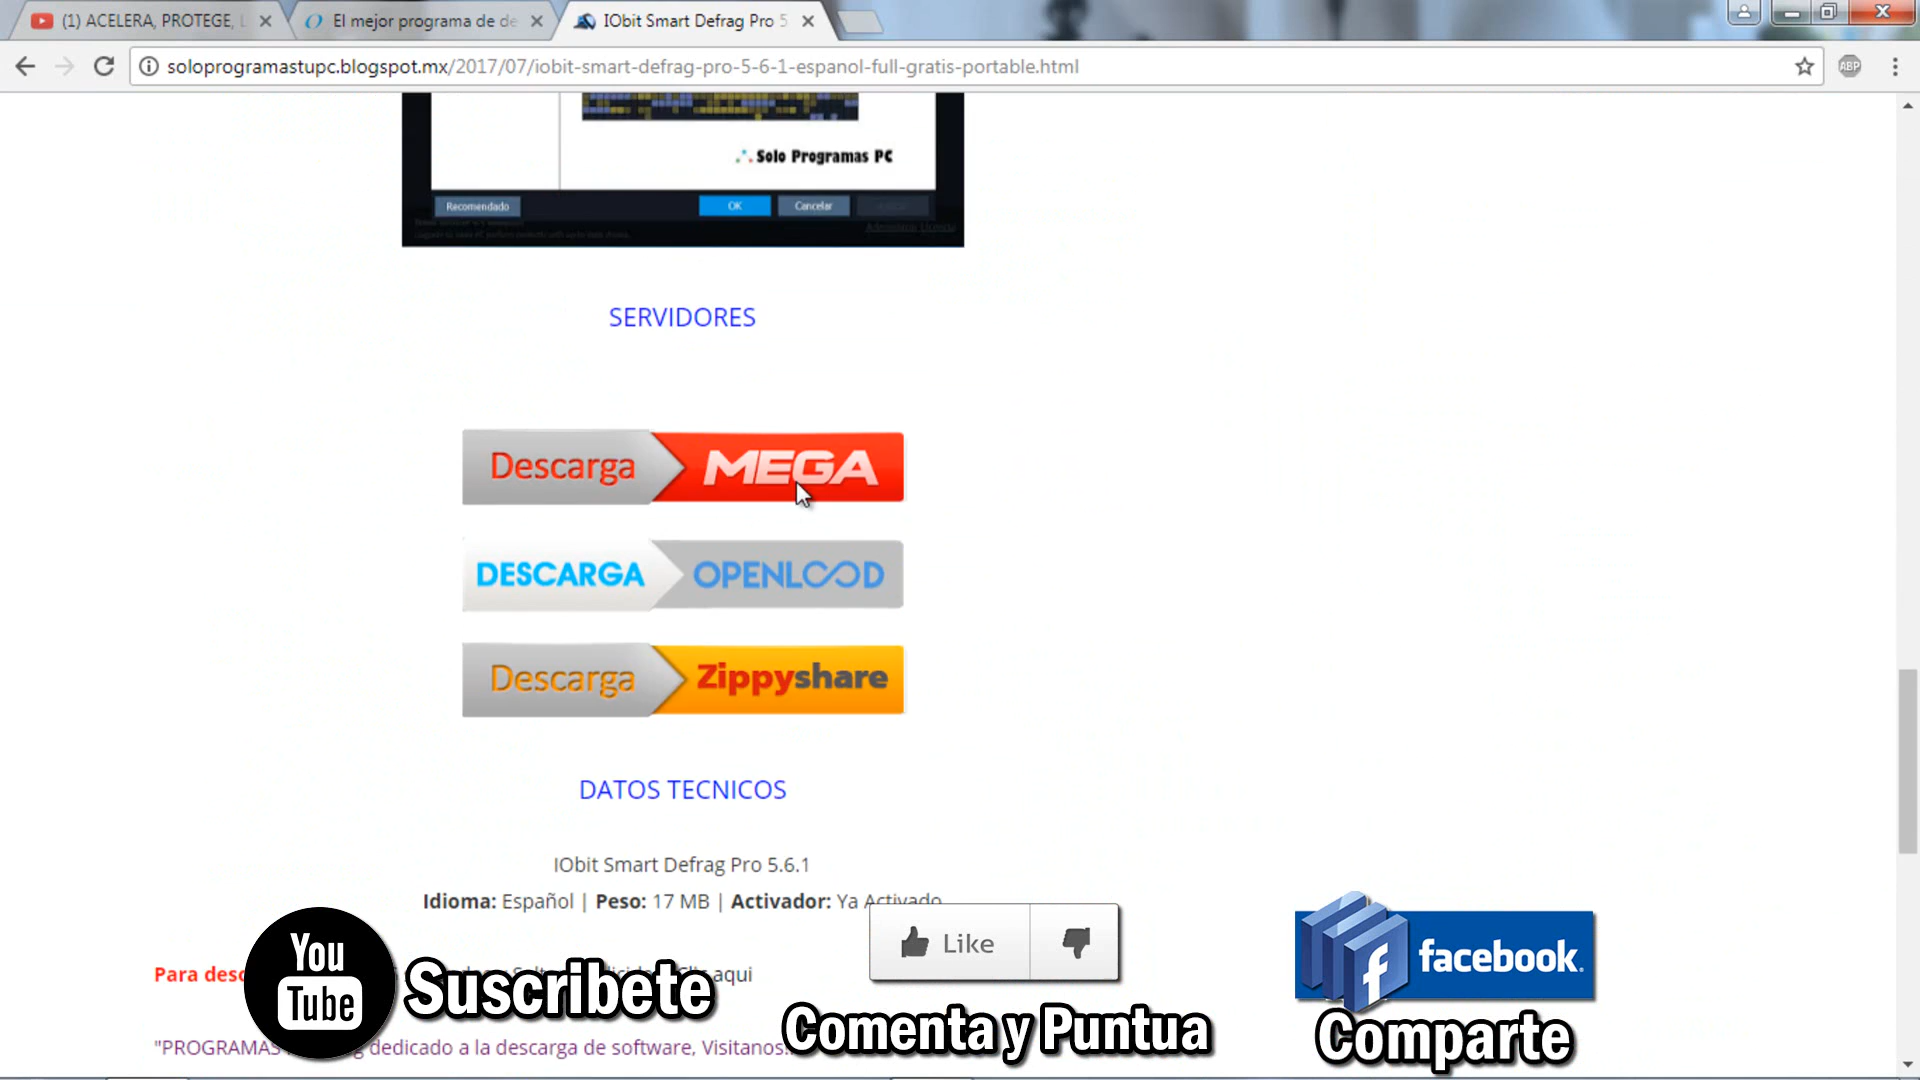 (1) ACELERA, PROTEGE, L
El mejor programa de de
IObit Smart Defrag Pro 5
soloprogramastupc.blogspot.mx/2017/07/iobit-smart-defrag-pro-5-6-1-espanol-full-gratis-portable.html
ABP
Solo Programas PC
Recomendado
OK
Cancelar
SERVIDORES
Descarga MEGA
DESCARGA OPENLOOD
Descarga Zippyshare
DATOS TECNICOS
IObit Smart Defrag Pro 5.6.1
Idioma: Español | Peso: 17 MB | Activador: Ya Activado
Like
facebook.
Para desc
aqui
You
Tube
Suscribete
Comenta y Puntua
Comparte
"PROGRAMAS
dedicado a la descarga de software, Visitanos.